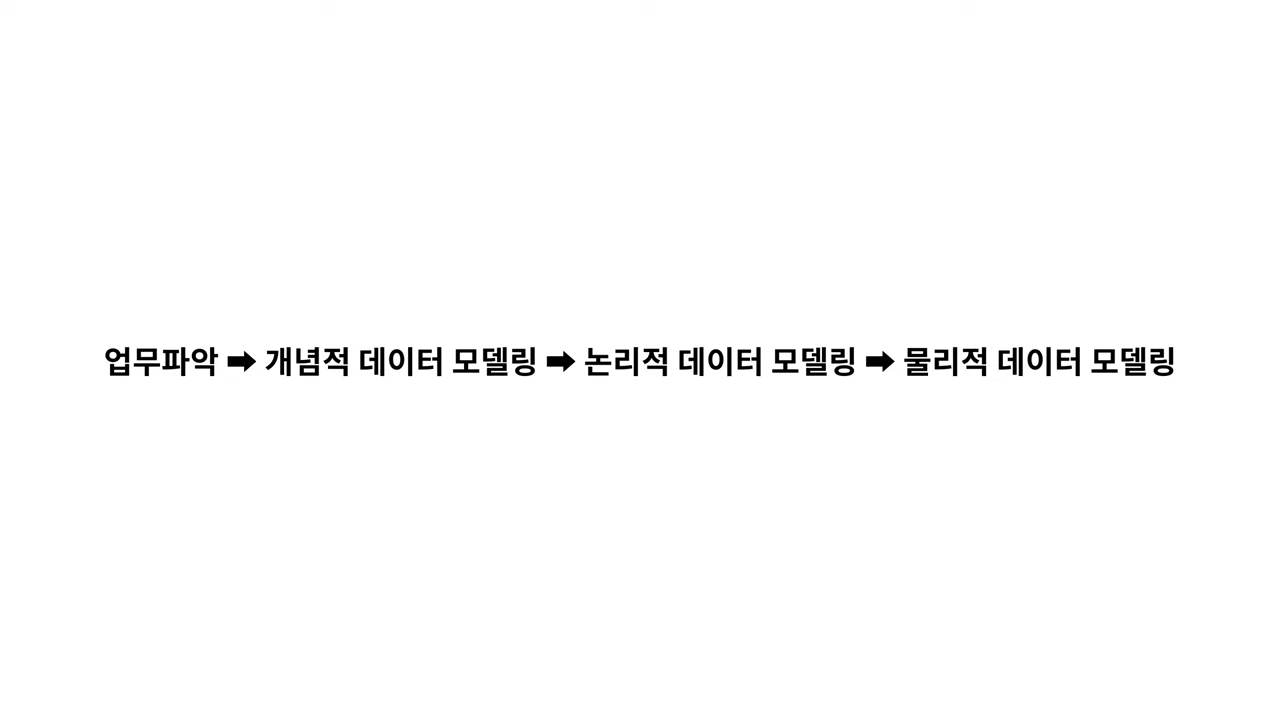 업무파악 ➡ 개념적 데이터 모델링 ➡ 논리적 데이터 모델링 ➡ 물리적 데이터 모델링